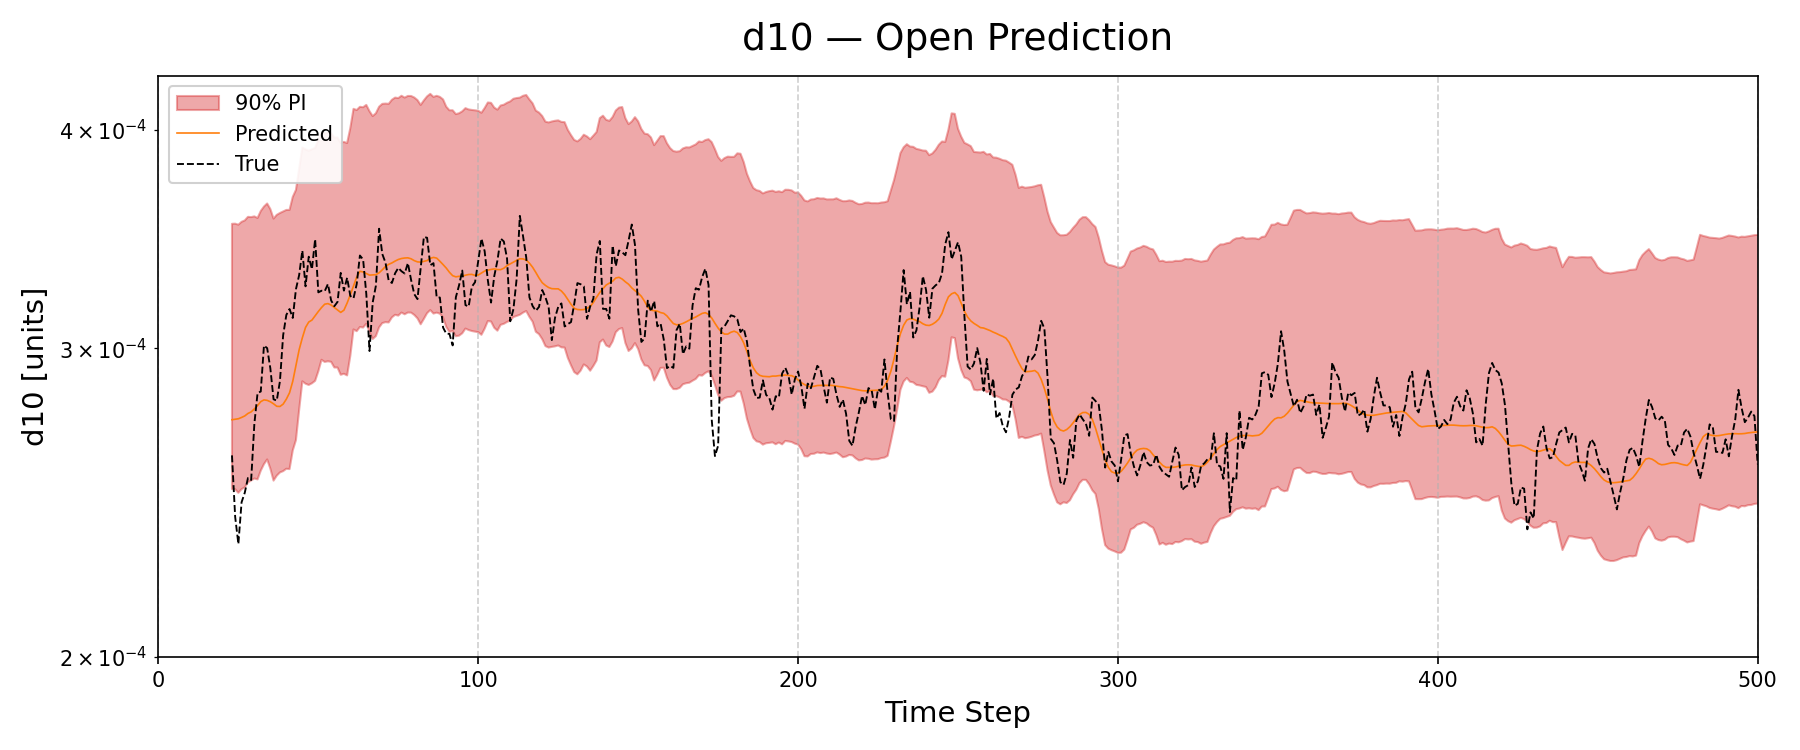 d10 — Open Prediction
90% PI
Predicted
True
4 × 10⁻⁴
3 × 10⁻⁴
2 × 10⁻⁴
d10 [units]
0 100 200 300 400 500
Time Step